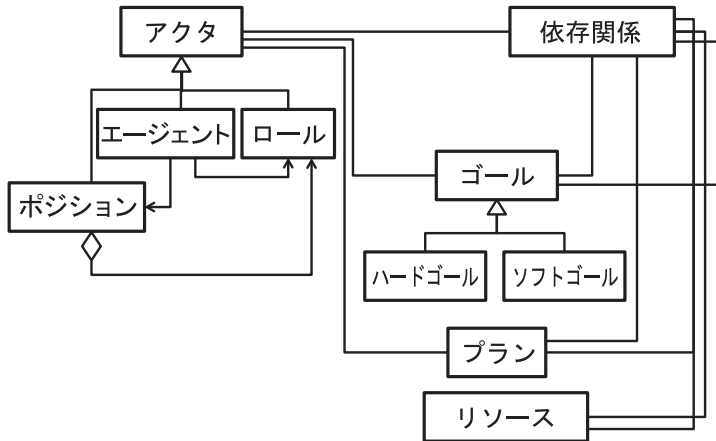 アクタ
依存関係
エージェント
ロール
ゴール
ポジション
ハードゴール
ソフトゴール
プラン
リソース